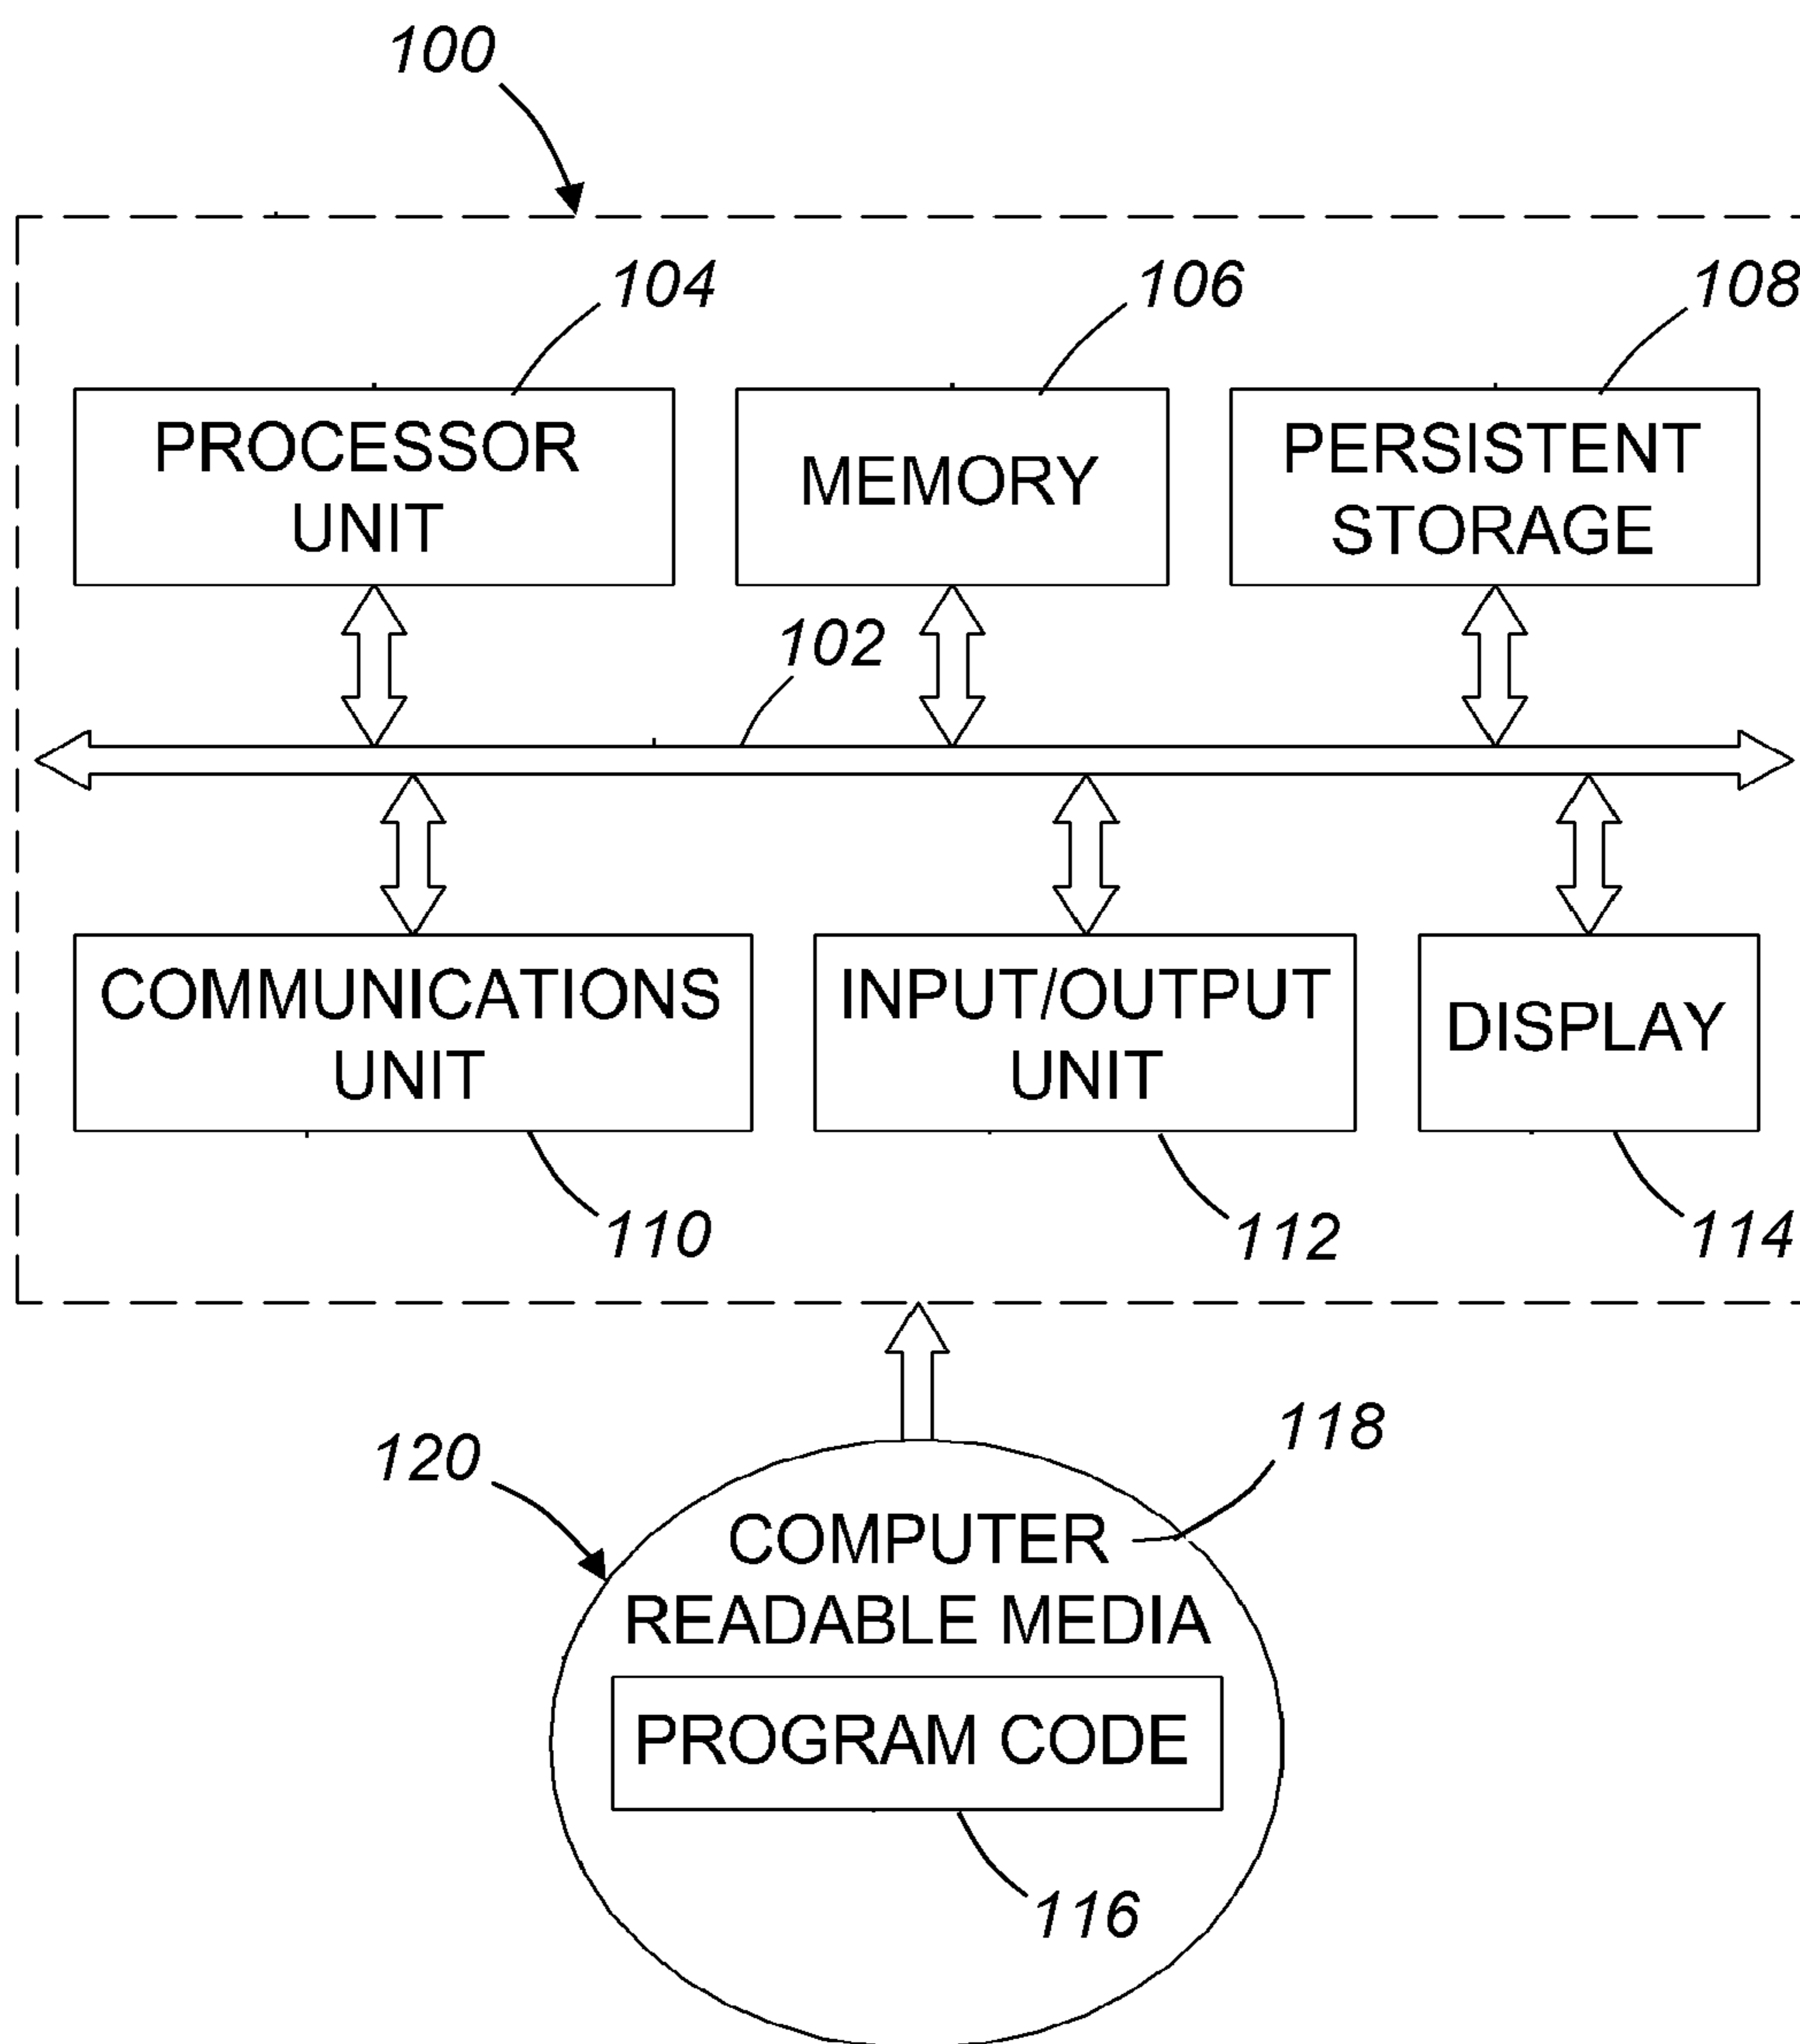 100
104
106
108
PROCESSOR
UNIT
MEMORY
PERSISTENT
STORAGE
102
COMMUNICATIONS
UNIT
INPUT/OUTPUT
UNIT
DISPLAY
110
112
114
120
118
COMPUTER
READABLE MEDIA
PROGRAM CODE
116